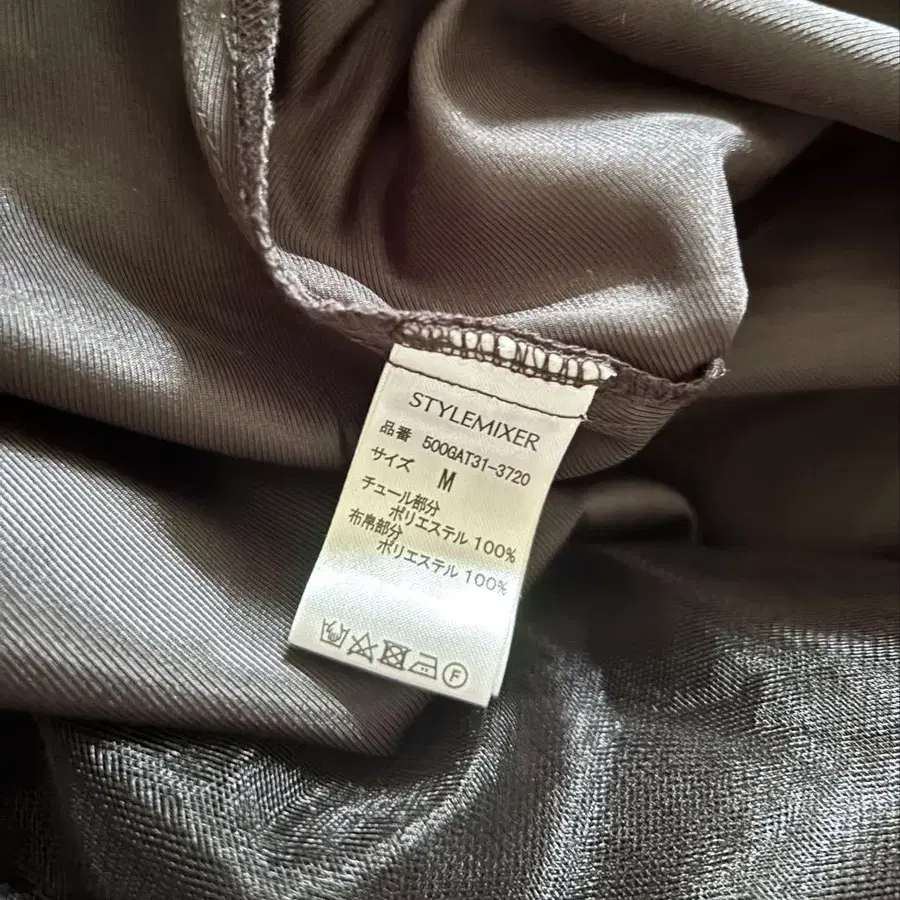 STYLEMIXER
品番 500GAT31-3720
サイズ M
チュール部分
ポリエステル 100%
布帛部分
ポリエステル 100%
F